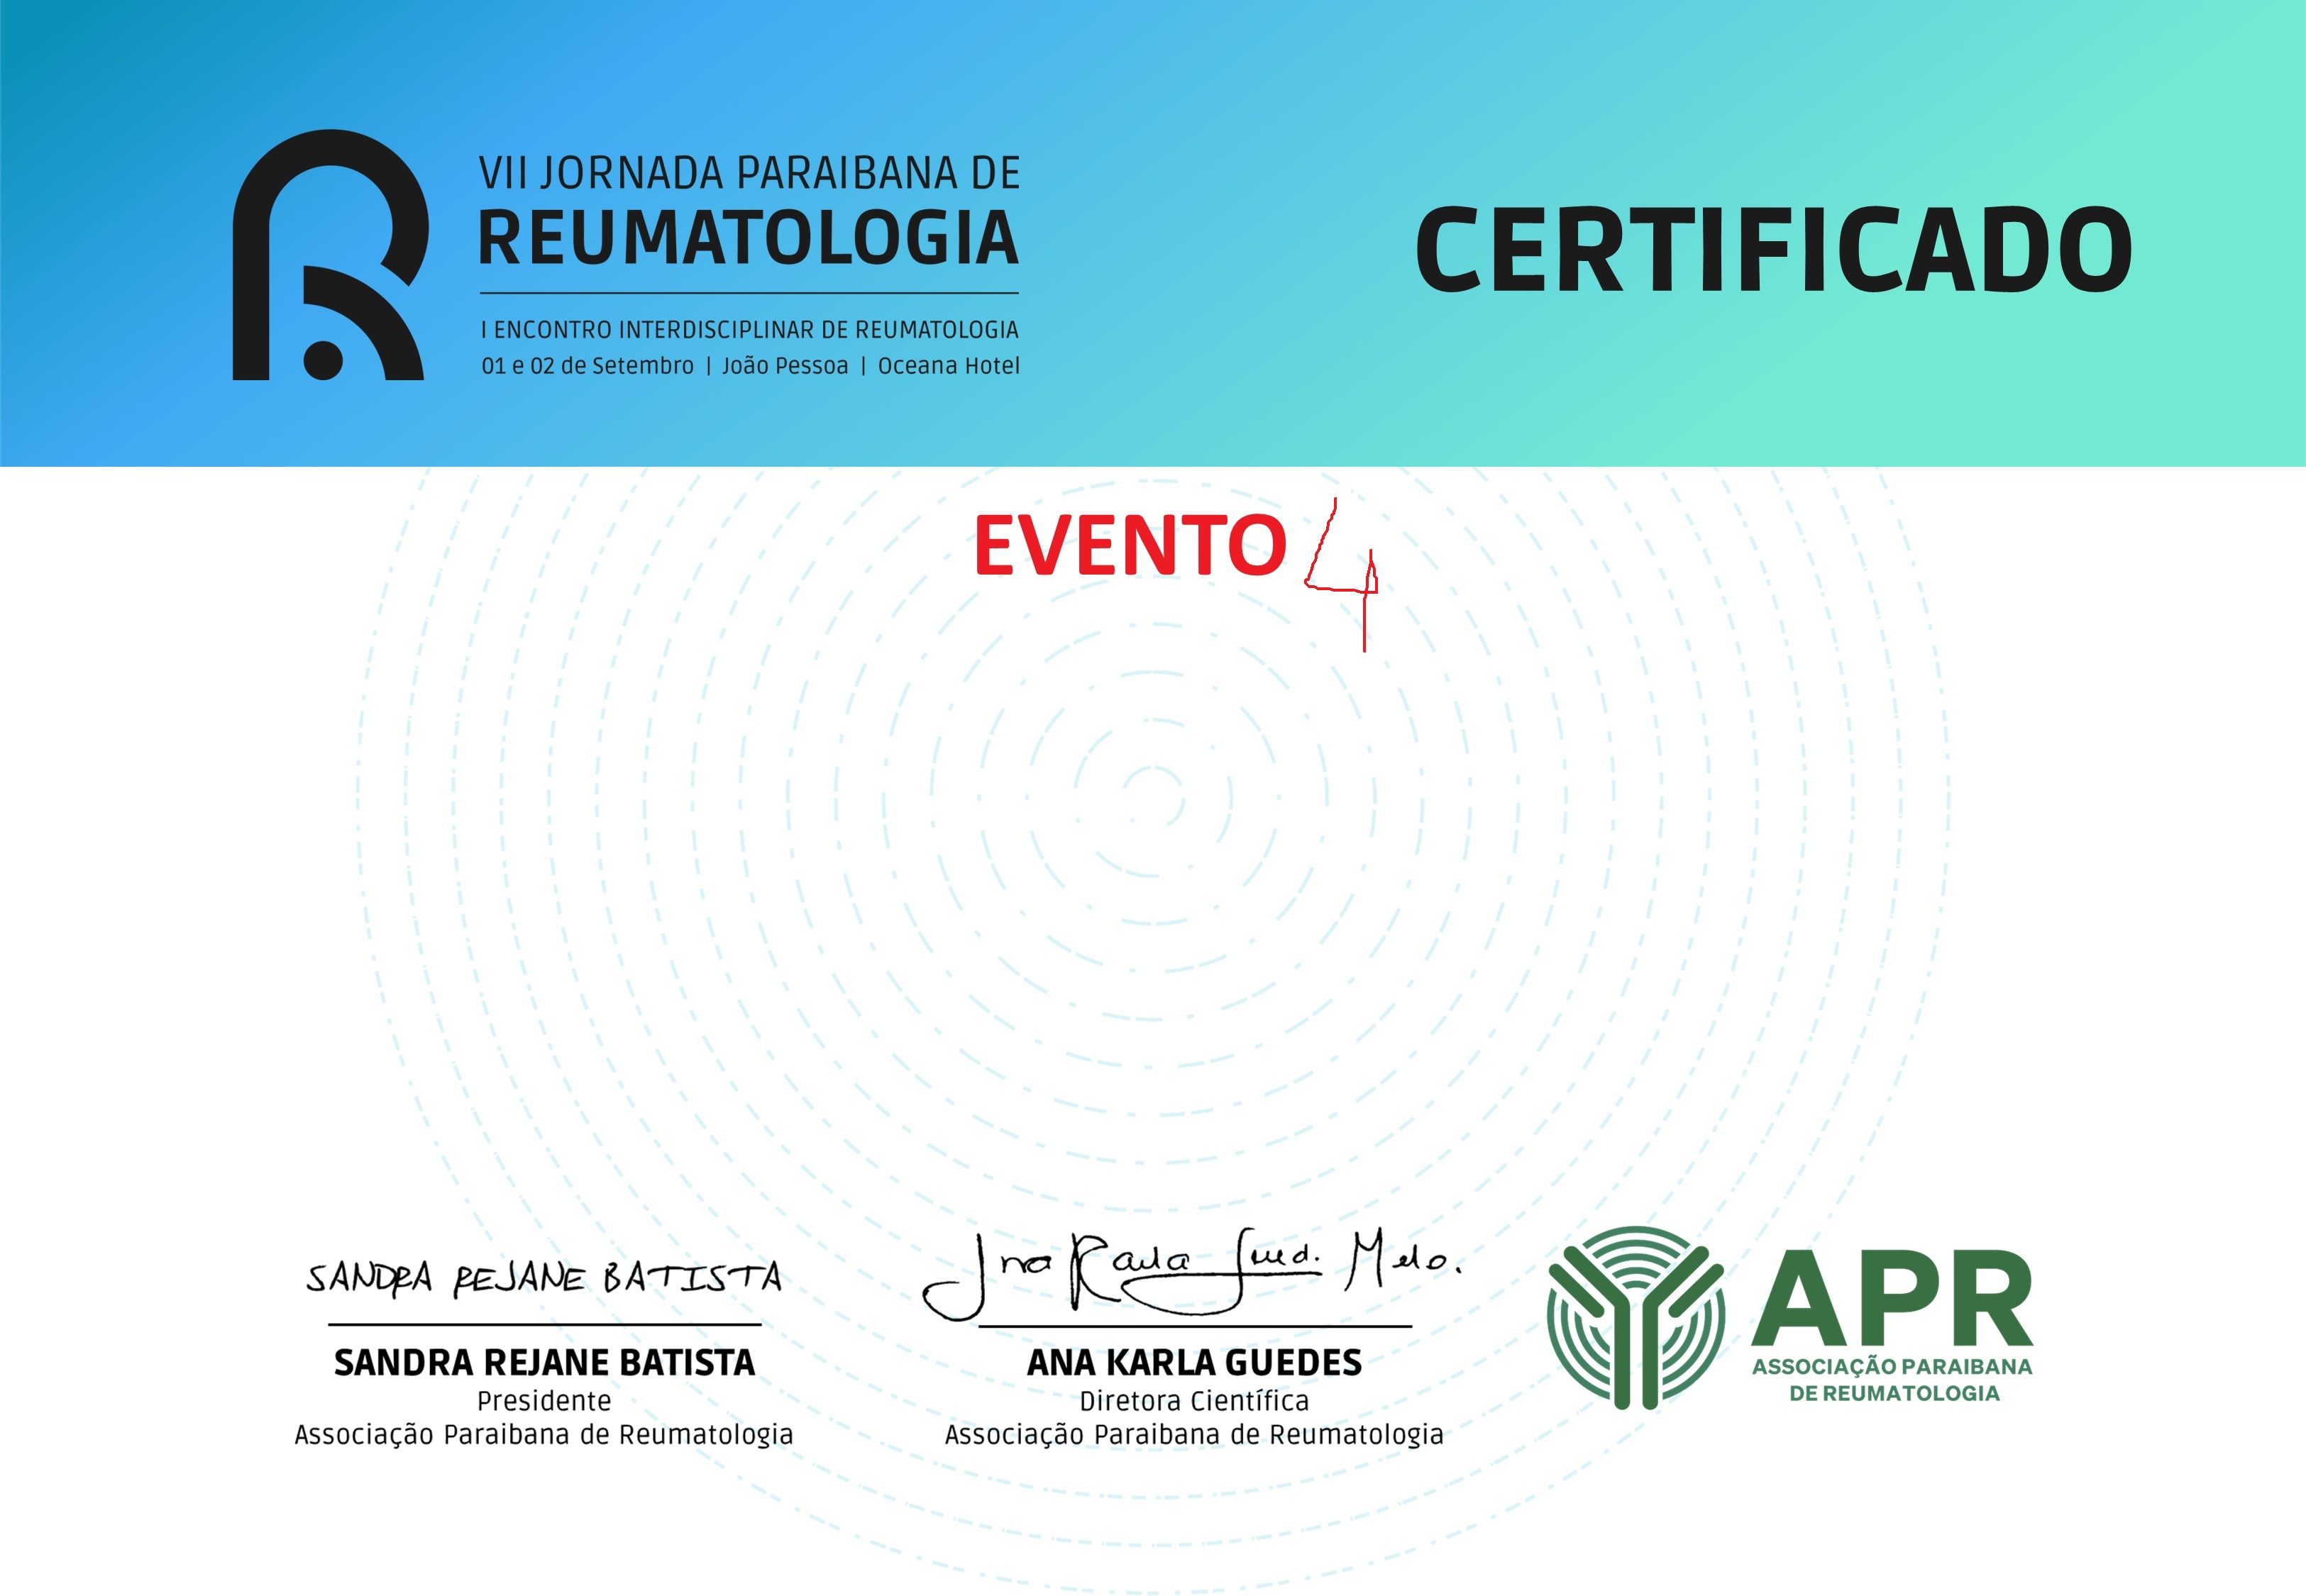 VII JORNADA PARAIBANA DE
REUMATOLOGIA
I ENCONTRO INTERDISCIPLINAR DE REUMATOLOGIA
01 e 02 de Setembro | João Pessoa | Oceana Hotel
CERTIFICADO
EVENTO 4
SANDRA REJANE BATISTA
SANDRA REJANE BATISTA
Presidente
Associação Paraibana de Reumatologia
Ana Karla Gued. Melo.
ANA KARLA GUEDES
Diretora Científica
Associação Paraibana de Reumatologia
APR
ASSOCIAÇÃO PARAIBANA
DE REUMATOLOGIA